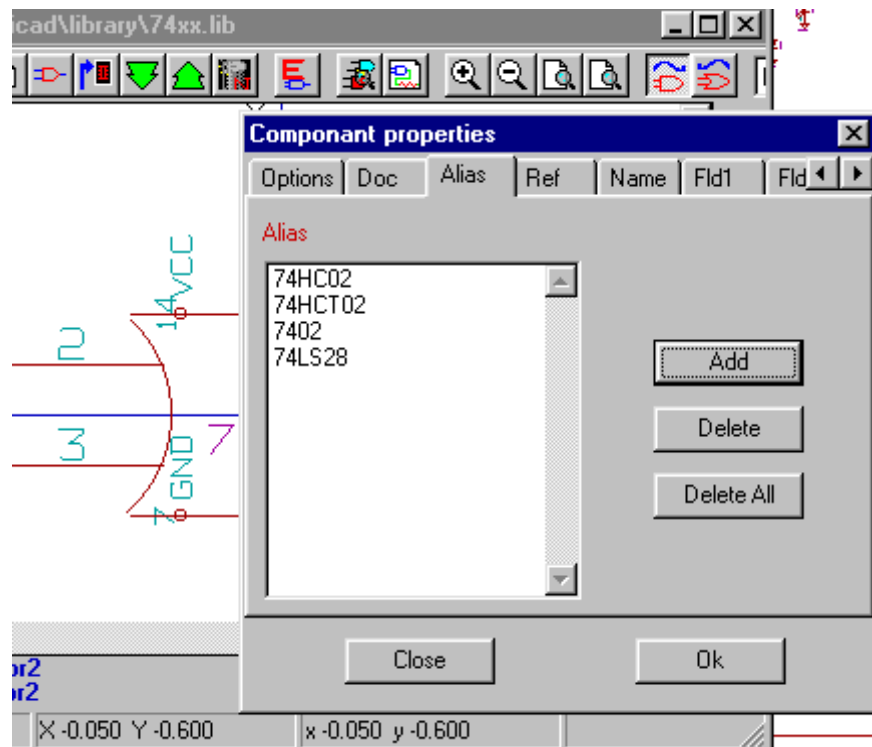 icad\library\74xx.lib
Componant properties
Options Doc Alias Ref Name Fld1 Fld
Alias
74HC02
74HCT02
7402
74LS28
Add
Delete
Delete All
Close Ok
14 VCC
2
3
7
GND
7
or2
or2
X -0.050 Y -0.600 x -0.050 y -0.600